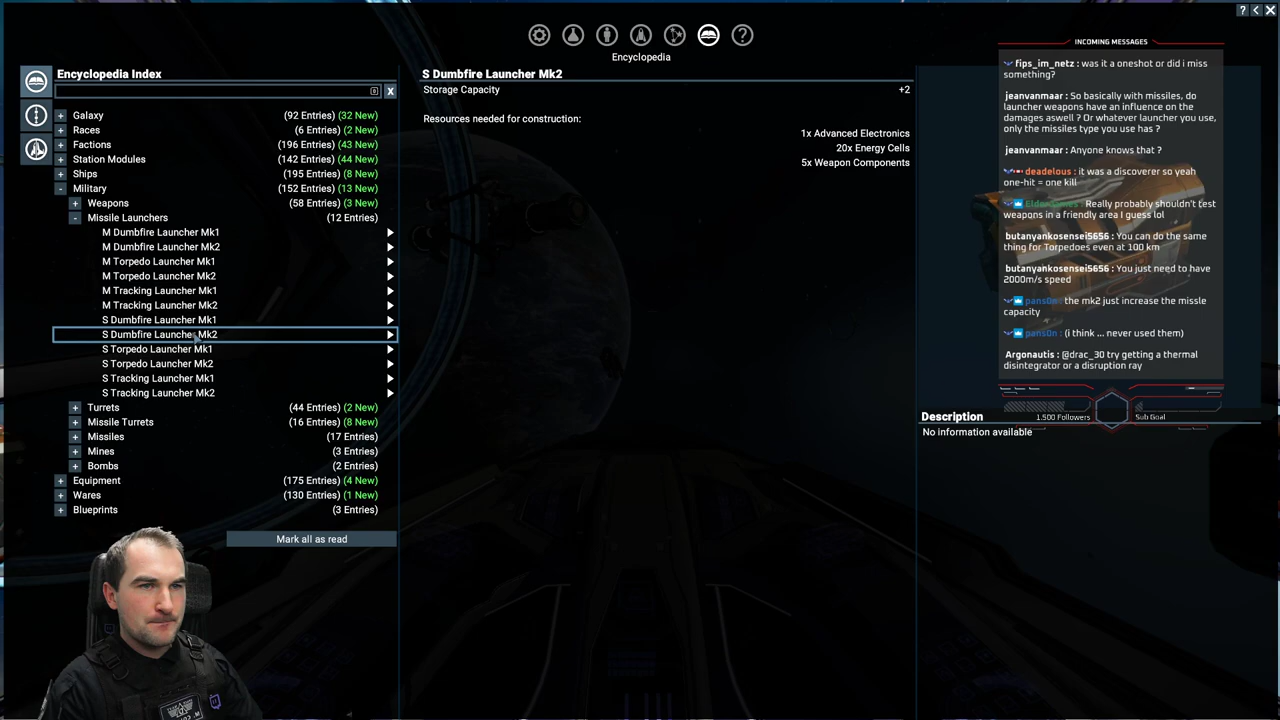 ? < X
Encyclopedia
Encyclopedia Index
X
+ Galaxy (92 Entries) (32 New)
+ Races (6 Entries) (2 New)
+ Factions (196 Entries) (43 New)
+ Station Modules (142 Entries) (44 New)
+ Ships (195 Entries) (8 New)
- Military (152 Entries) (13 New)
+ Weapons (58 Entries) (3 New)
- Missile Launchers (12 Entries)
M Dumbfire Launcher Mk1
M Dumbfire Launcher Mk2
M Torpedo Launcher Mk1
M Torpedo Launcher Mk2
M Tracking Launcher Mk1
M Tracking Launcher Mk2
S Dumbfire Launcher Mk1
S Dumbfire Launcher Mk2
S Torpedo Launcher Mk1
S Torpedo Launcher Mk2
S Tracking Launcher Mk1
S Tracking Launcher Mk2
+ Turrets (44 Entries) (2 New)
+ Missile Turrets (16 Entries) (8 New)
+ Missiles (17 Entries)
+ Mines (3 Entries)
+ Bombs (2 Entries)
+ Equipment (175 Entries) (4 New)
+ Wares (130 Entries) (1 New)
+ Blueprints (3 Entries)
Mark all as read
S Dumbfire Launcher Mk2
Storage Capacity +2
Resources needed for construction:
1x Advanced Electronics
20x Energy Cells
5x Weapon Components
INCOMING MESSAGES
fips_im_netz : was it a oneshot or did i miss
something?
jeanvanmaar : So basically with missiles, do
launcher weapons have an influence on the
damages aswell ? Or whatever launcher you use,
only the missiles type you use has ?
jeanvanmaar : Anyone knows that ?
deadelous : it was a discoverer so yeah
one-hit = one kill
Really probably shouldn't test
weapons in a friendly area I guess lol
butanyankosensei5656 : You can do the same
thing for Torpedoes even at 100 km
butanyankosensei5656 : You just need to have
2000m/s speed
pans0n : the mk2 just increase the missle
capacity
pans0n : (i think ... never used them)
Argonautis : @drac_30 try getting a thermal
disintegrator or a disruption ray
1.500 Followers Sub Goal
Description
No information available